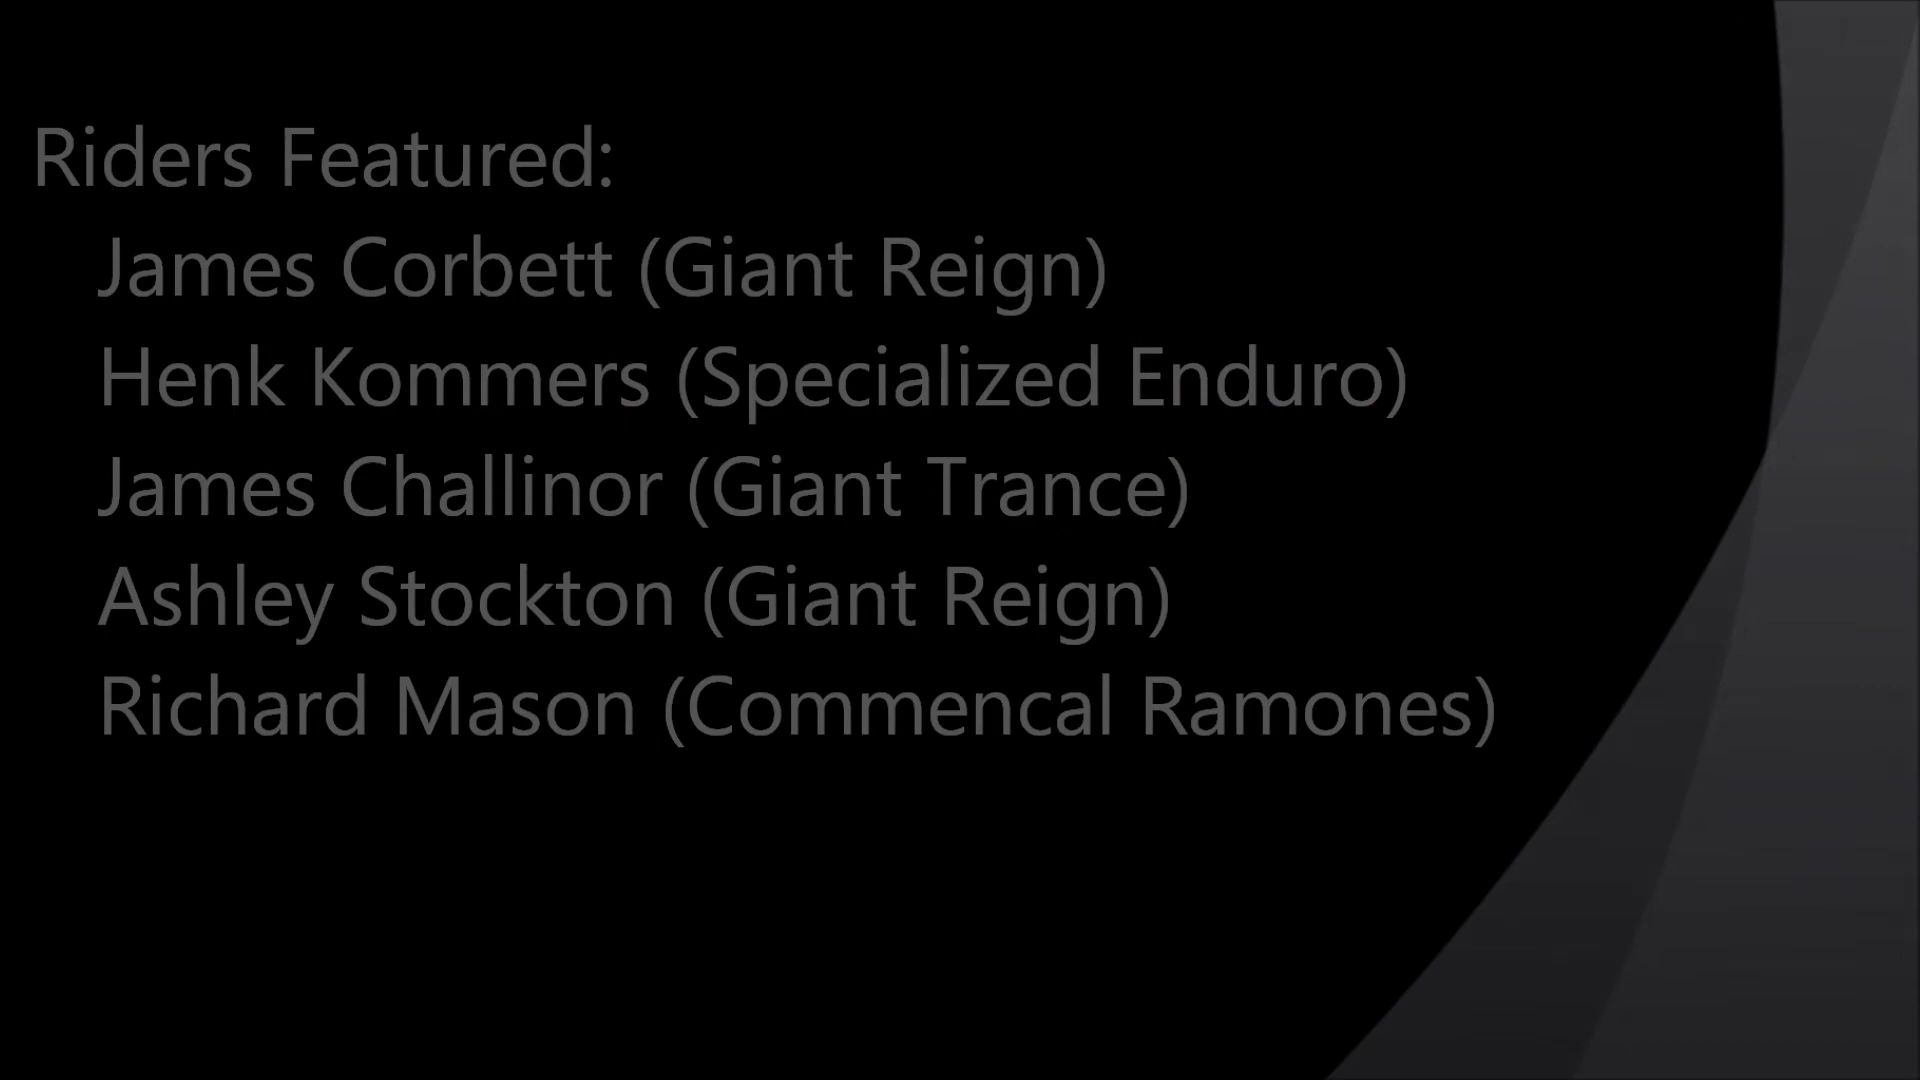 Riders Featured:
James Corbett (Giant Reign)
Henk Kommers (Specialized Enduro)
James Challinor (Giant Trance)
Ashley Stockton (Giant Reign)
Richard Mason (Commencal Ramones)